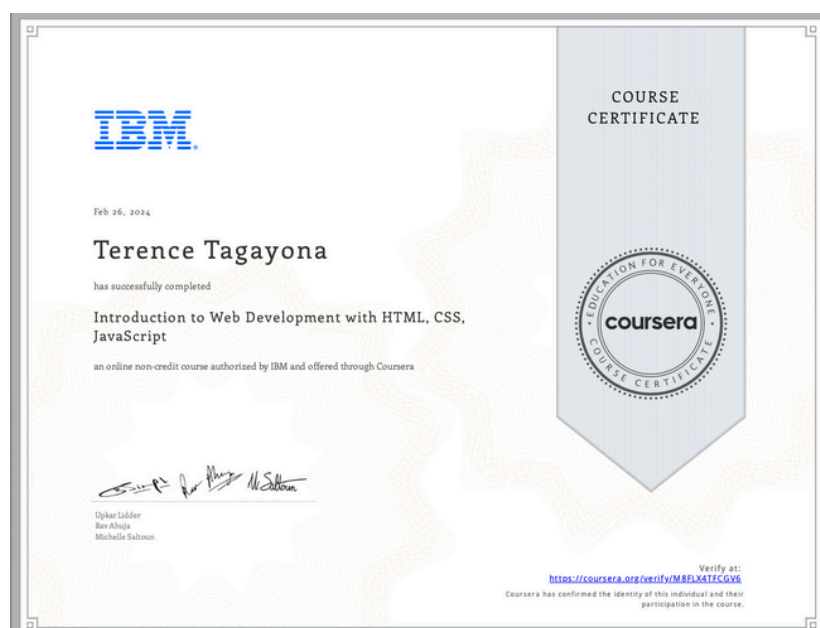 IBM
COURSE
CERTIFICATE
Feb 26, 2024
Terence Tagayona
has successfully completed
Introduction to Web Development with HTML, CSS,
JavaScript
an online non-credit course authorized by IBM and offered through Coursera
EDUCATION FOR EVERYONE
coursera
COURSE CERTIFICATE
Upkar Lidder
Rav Ahuja
Michelle Saltoun
Verify at:
https://coursera.org/verify/M8FLX4TFCGV6
Coursera has confirmed the identity of this individual and their
participation in the course.